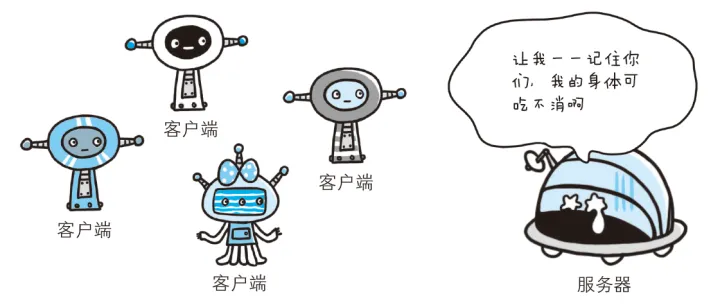 让我一一记住你
们，我的身体可
吃不消啊
客户端
客户端
客户端
客户端
服务器